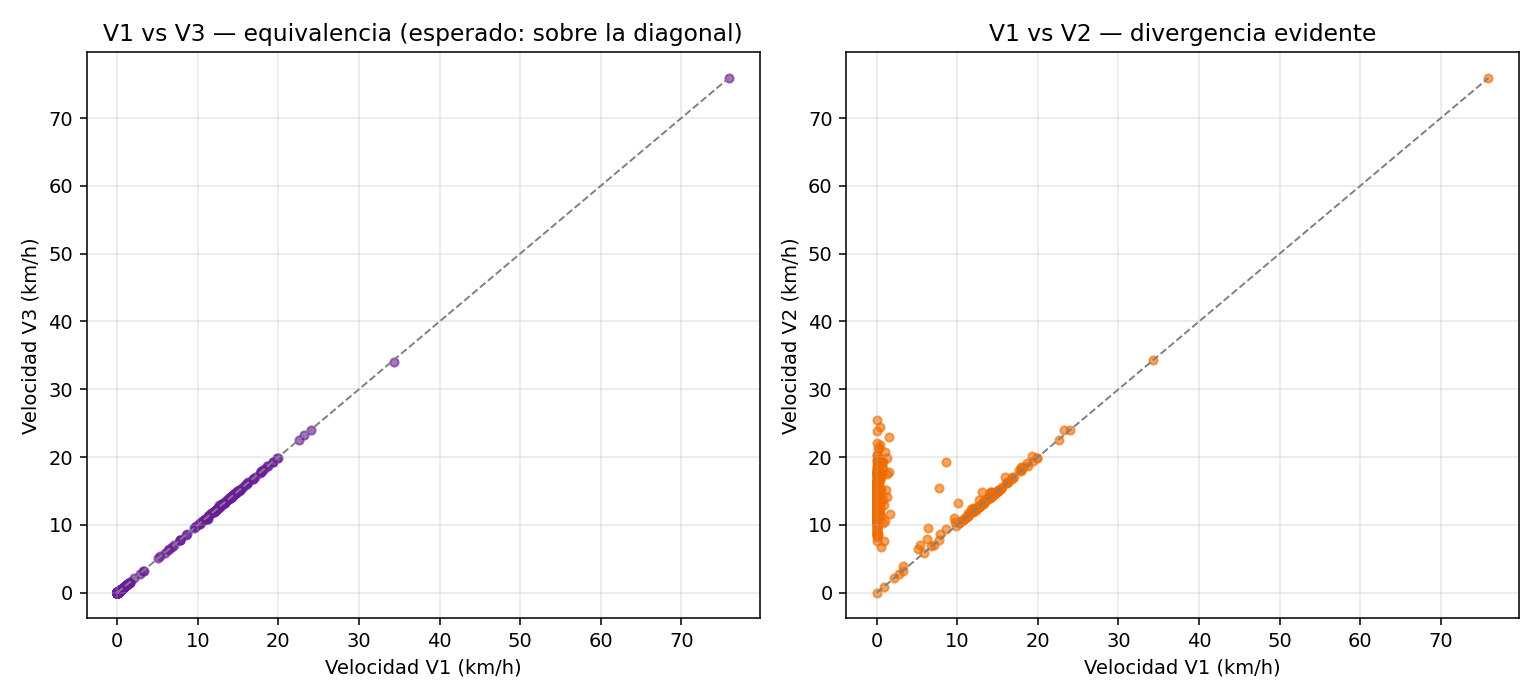 V1 vs V3 — equivalencia (esperado: sobre la diagonal)
Velocidad V3 (km/h)
70
60
50
40
30
20
10
0
0 10 20 30 40 50 60 70
Velocidad V1 (km/h)
V1 vs V2 — divergencia evidente
Velocidad V2 (km/h)
70
60
50
40
30
20
10
0
0 10 20 30 40 50 60 70
Velocidad V1 (km/h)